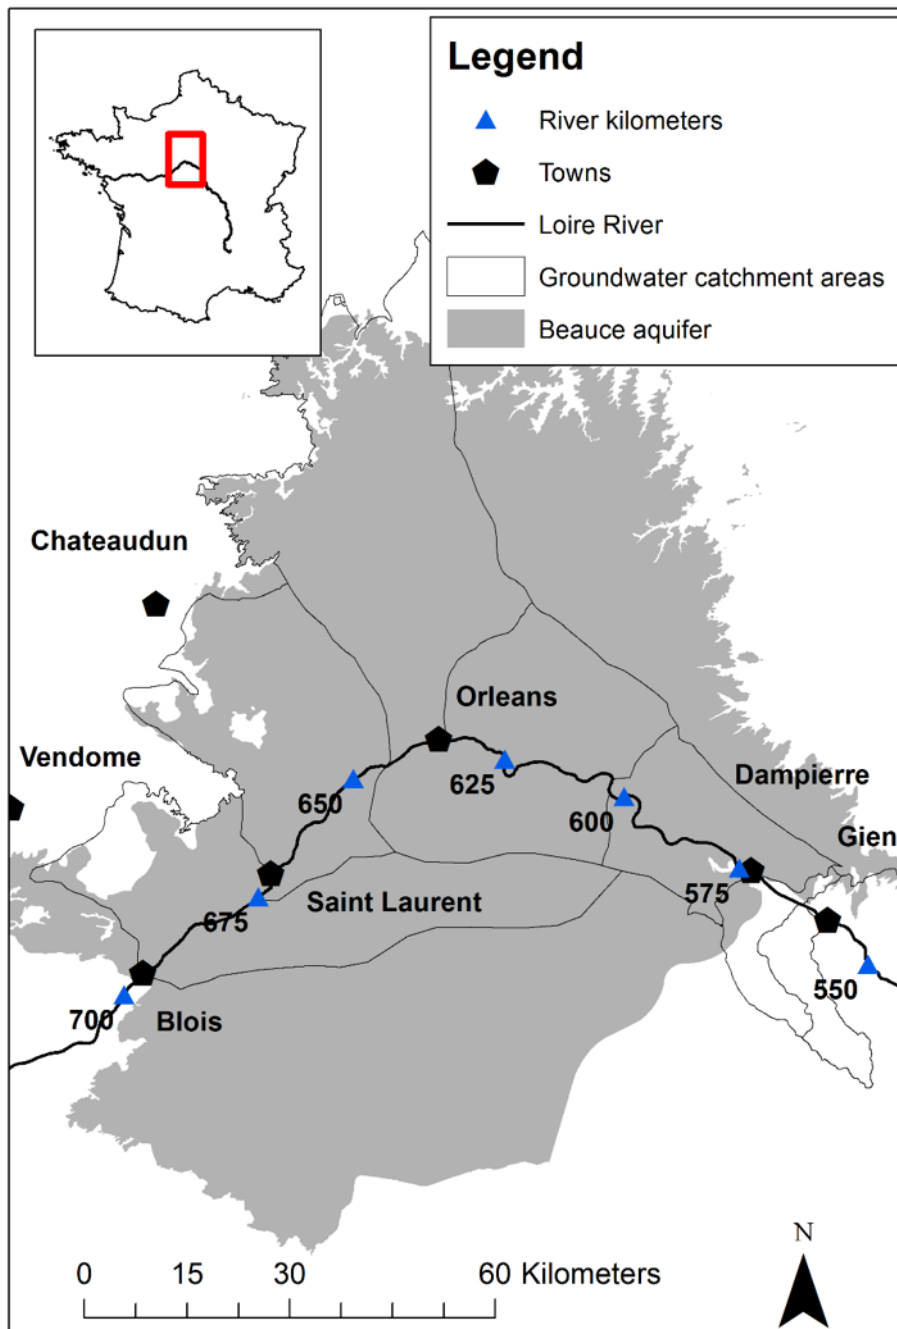 Legend
River kilometers
Towns
Loire River
Groundwater catchment areas
Beauce aquifer
Chateaudun
Orleans
Vendome
Dampierre
625
650
600
Gien
575
Saint Laurent
675
550
700
Blois
N
0 15 30 60 Kilometers